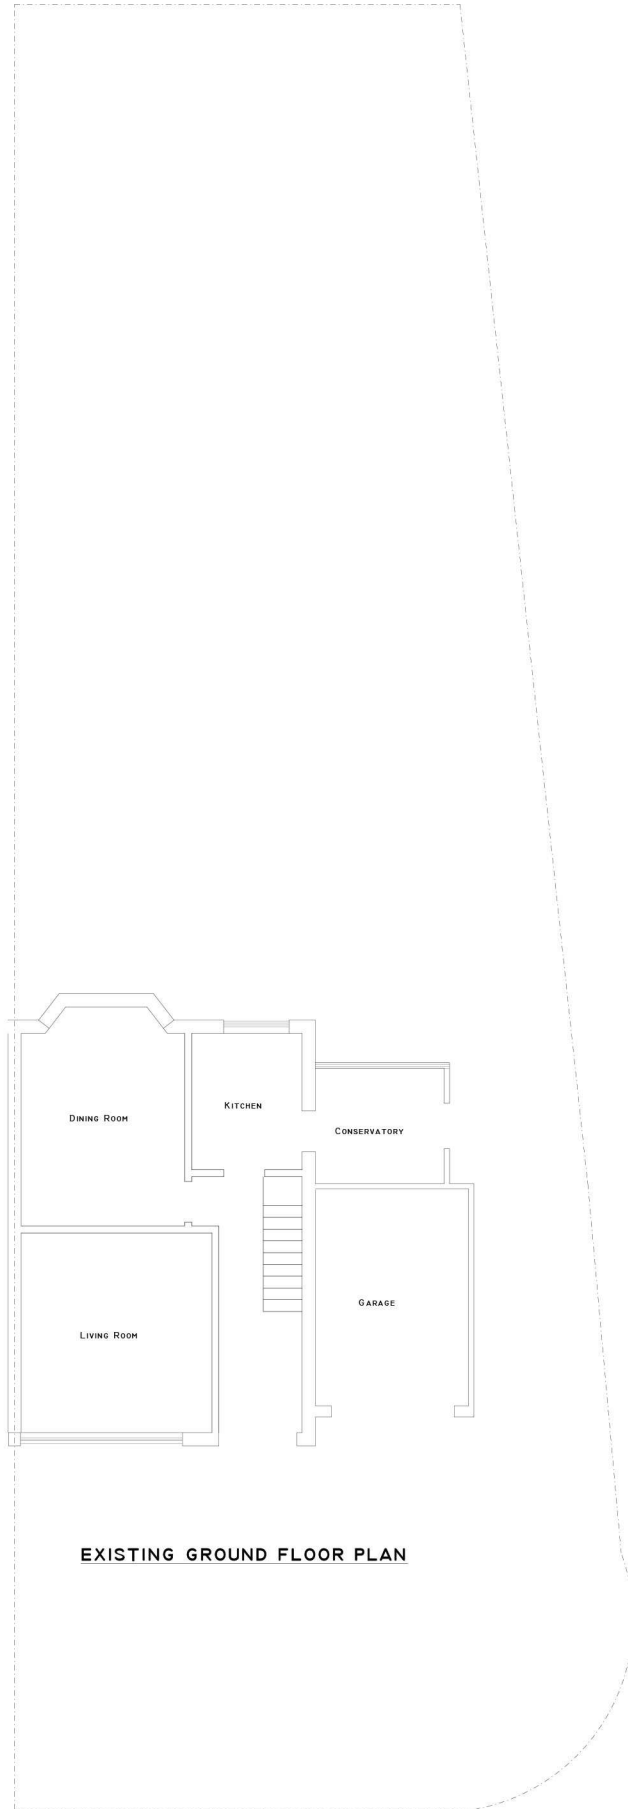 Kitchen
Dining Room
Conservatory
Garage
Living Room
EXISTING GROUND FLOOR PLAN